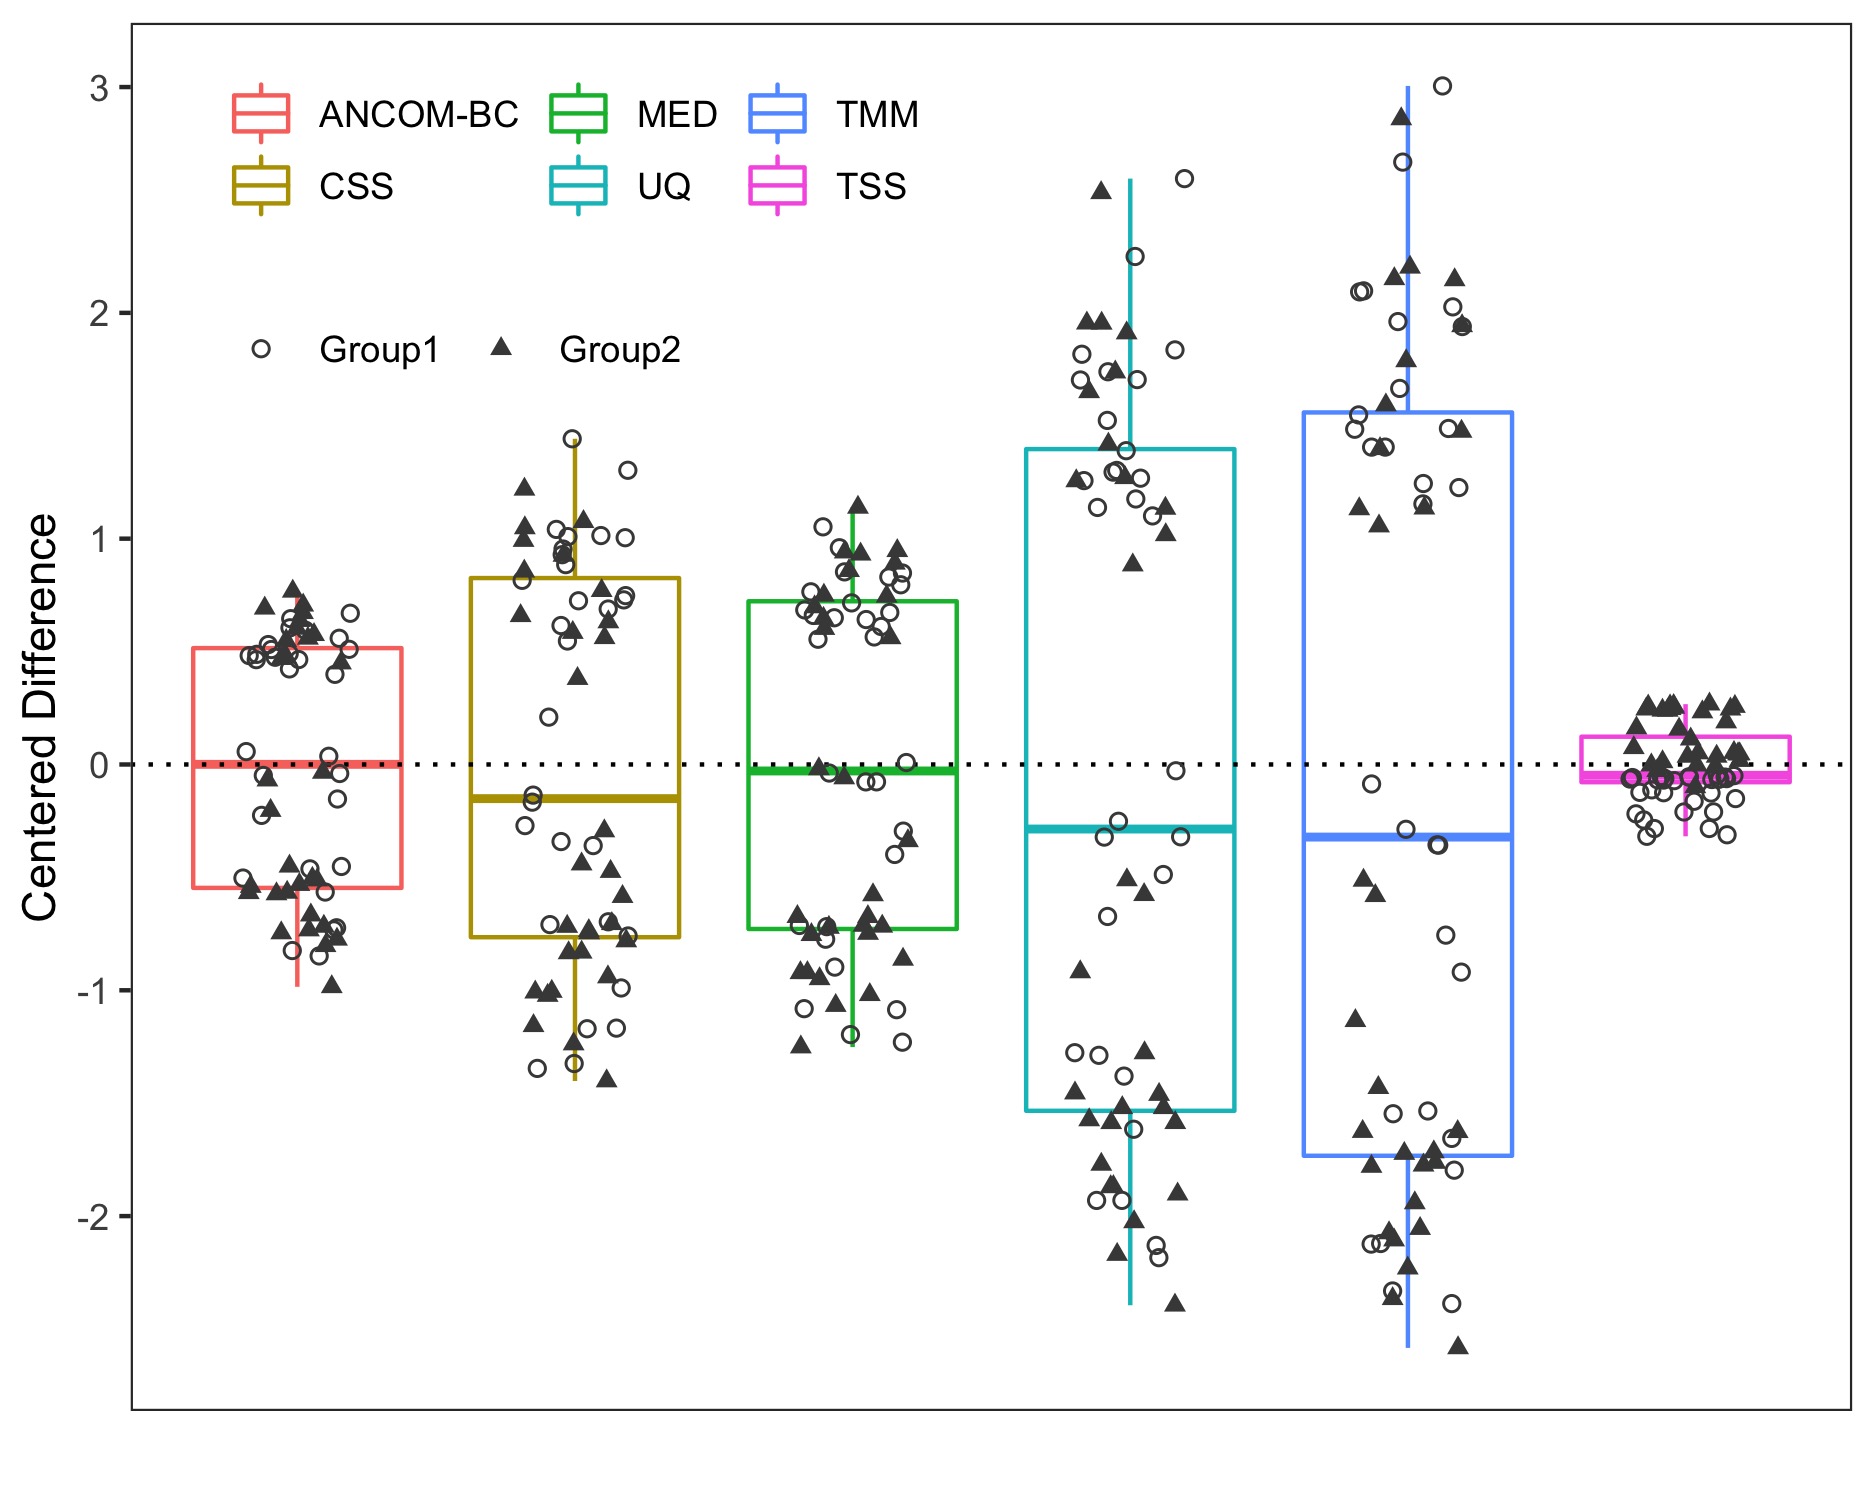 3
ANCOM-BC MED TMM
CSS UQ TSS
2
Group1 Group2
1
Centered Difference
0
-1
-2